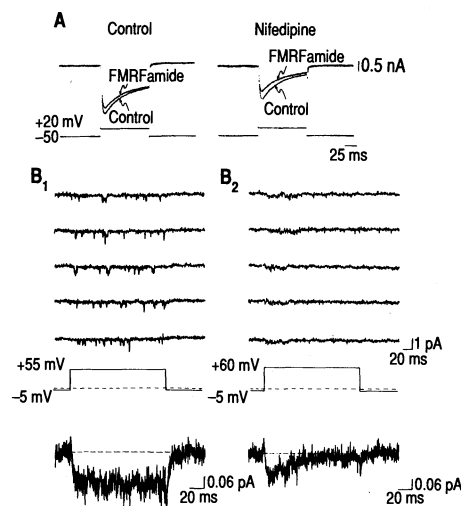 A
Control
Nifedipine
FMRFamide
FMRFamide
0.5 nA
Control
Control
+20 mV
–50
25 ms
B1
B2
1 pA
20 ms
+55 mV
+60 mV
–5 mV
–5 mV
0.06 pA
20 ms
0.06 pA
20 ms